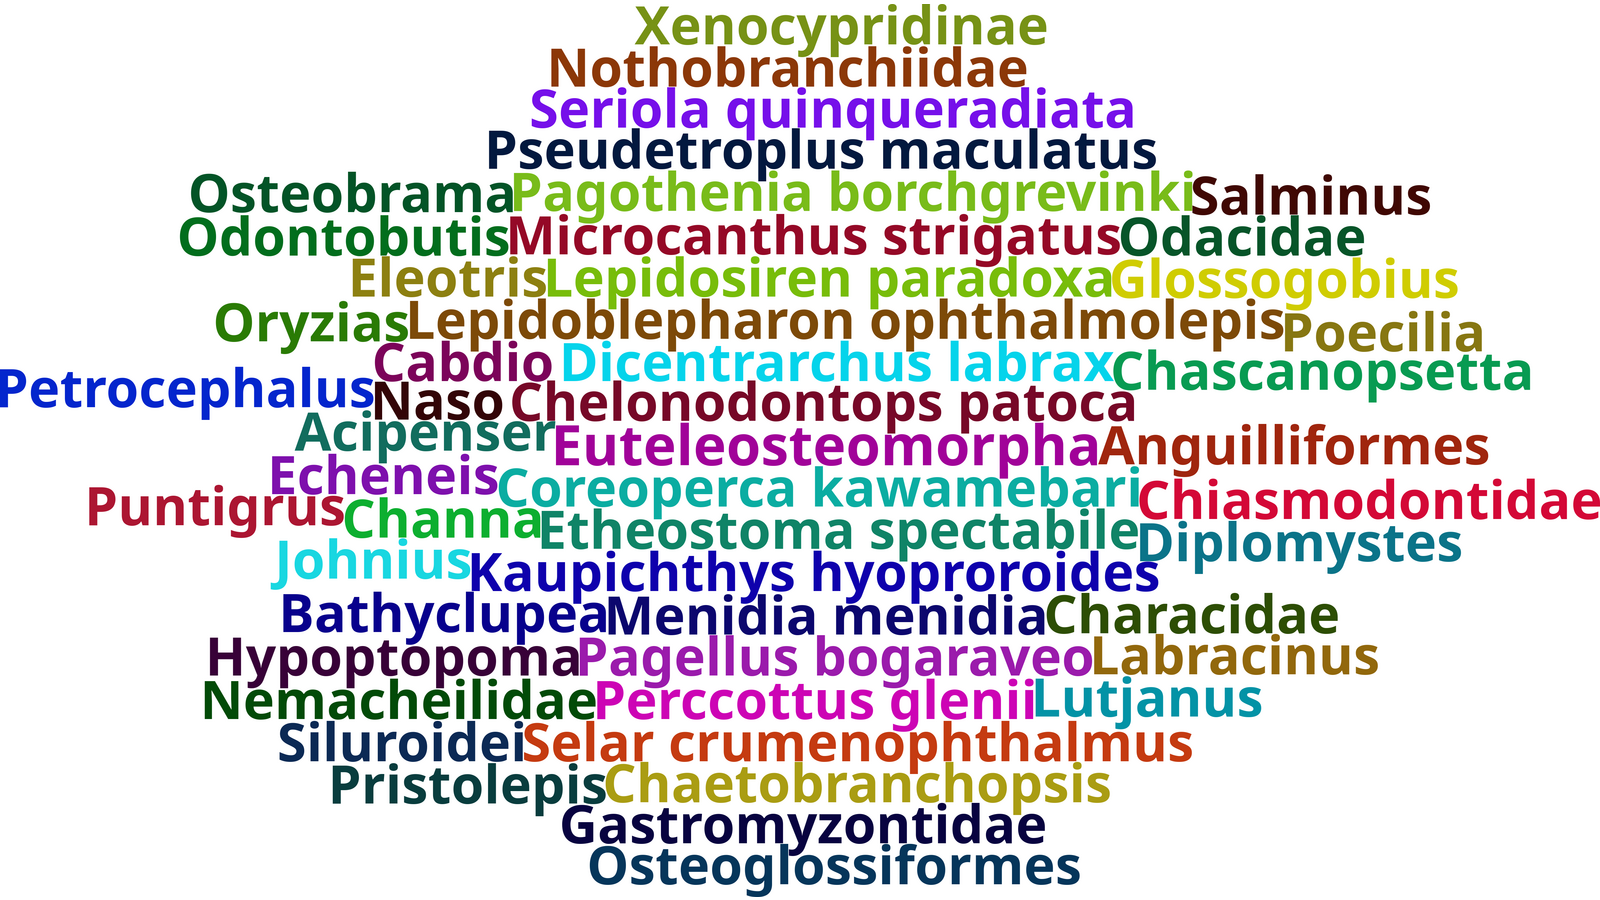 Xenocypridinae
Nothobranchiidae
Seriola quinqueradiata
Pseudetroplus maculatus
Osteobrama Pagothenia borchgrevinki Salminus
Odontobutis Microcanthus strigatus Odacidae
Eleotris Lepidosiren paradoxa Glossogobius
Oryzias Lepidoblepharon ophthalmolepis Poecilia
Cabdio Dicentrarchus labrax Chascanopsetta
Petrocephalus Naso Chelonodontops patoca
Acipenser Euteleosteomorpha Anguilliformes
Echeneis Coreoperca kawamebari Chiasmodontidae
Puntigrus Channa Etheostoma spectabile Diplomystes
Johnius Kaupichthys hyoproroides
Bathyclupea Menidia menidia Characidae
Hypoptopoma Pagellus bogaraveo Labracinus
Nemacheilidae Perccottus glenii Lutjanus
Siluroidei Selar crumenophthalmus
Pristolepis Chaetobranchopsis
Gastromyzontidae
Osteoglossiformes